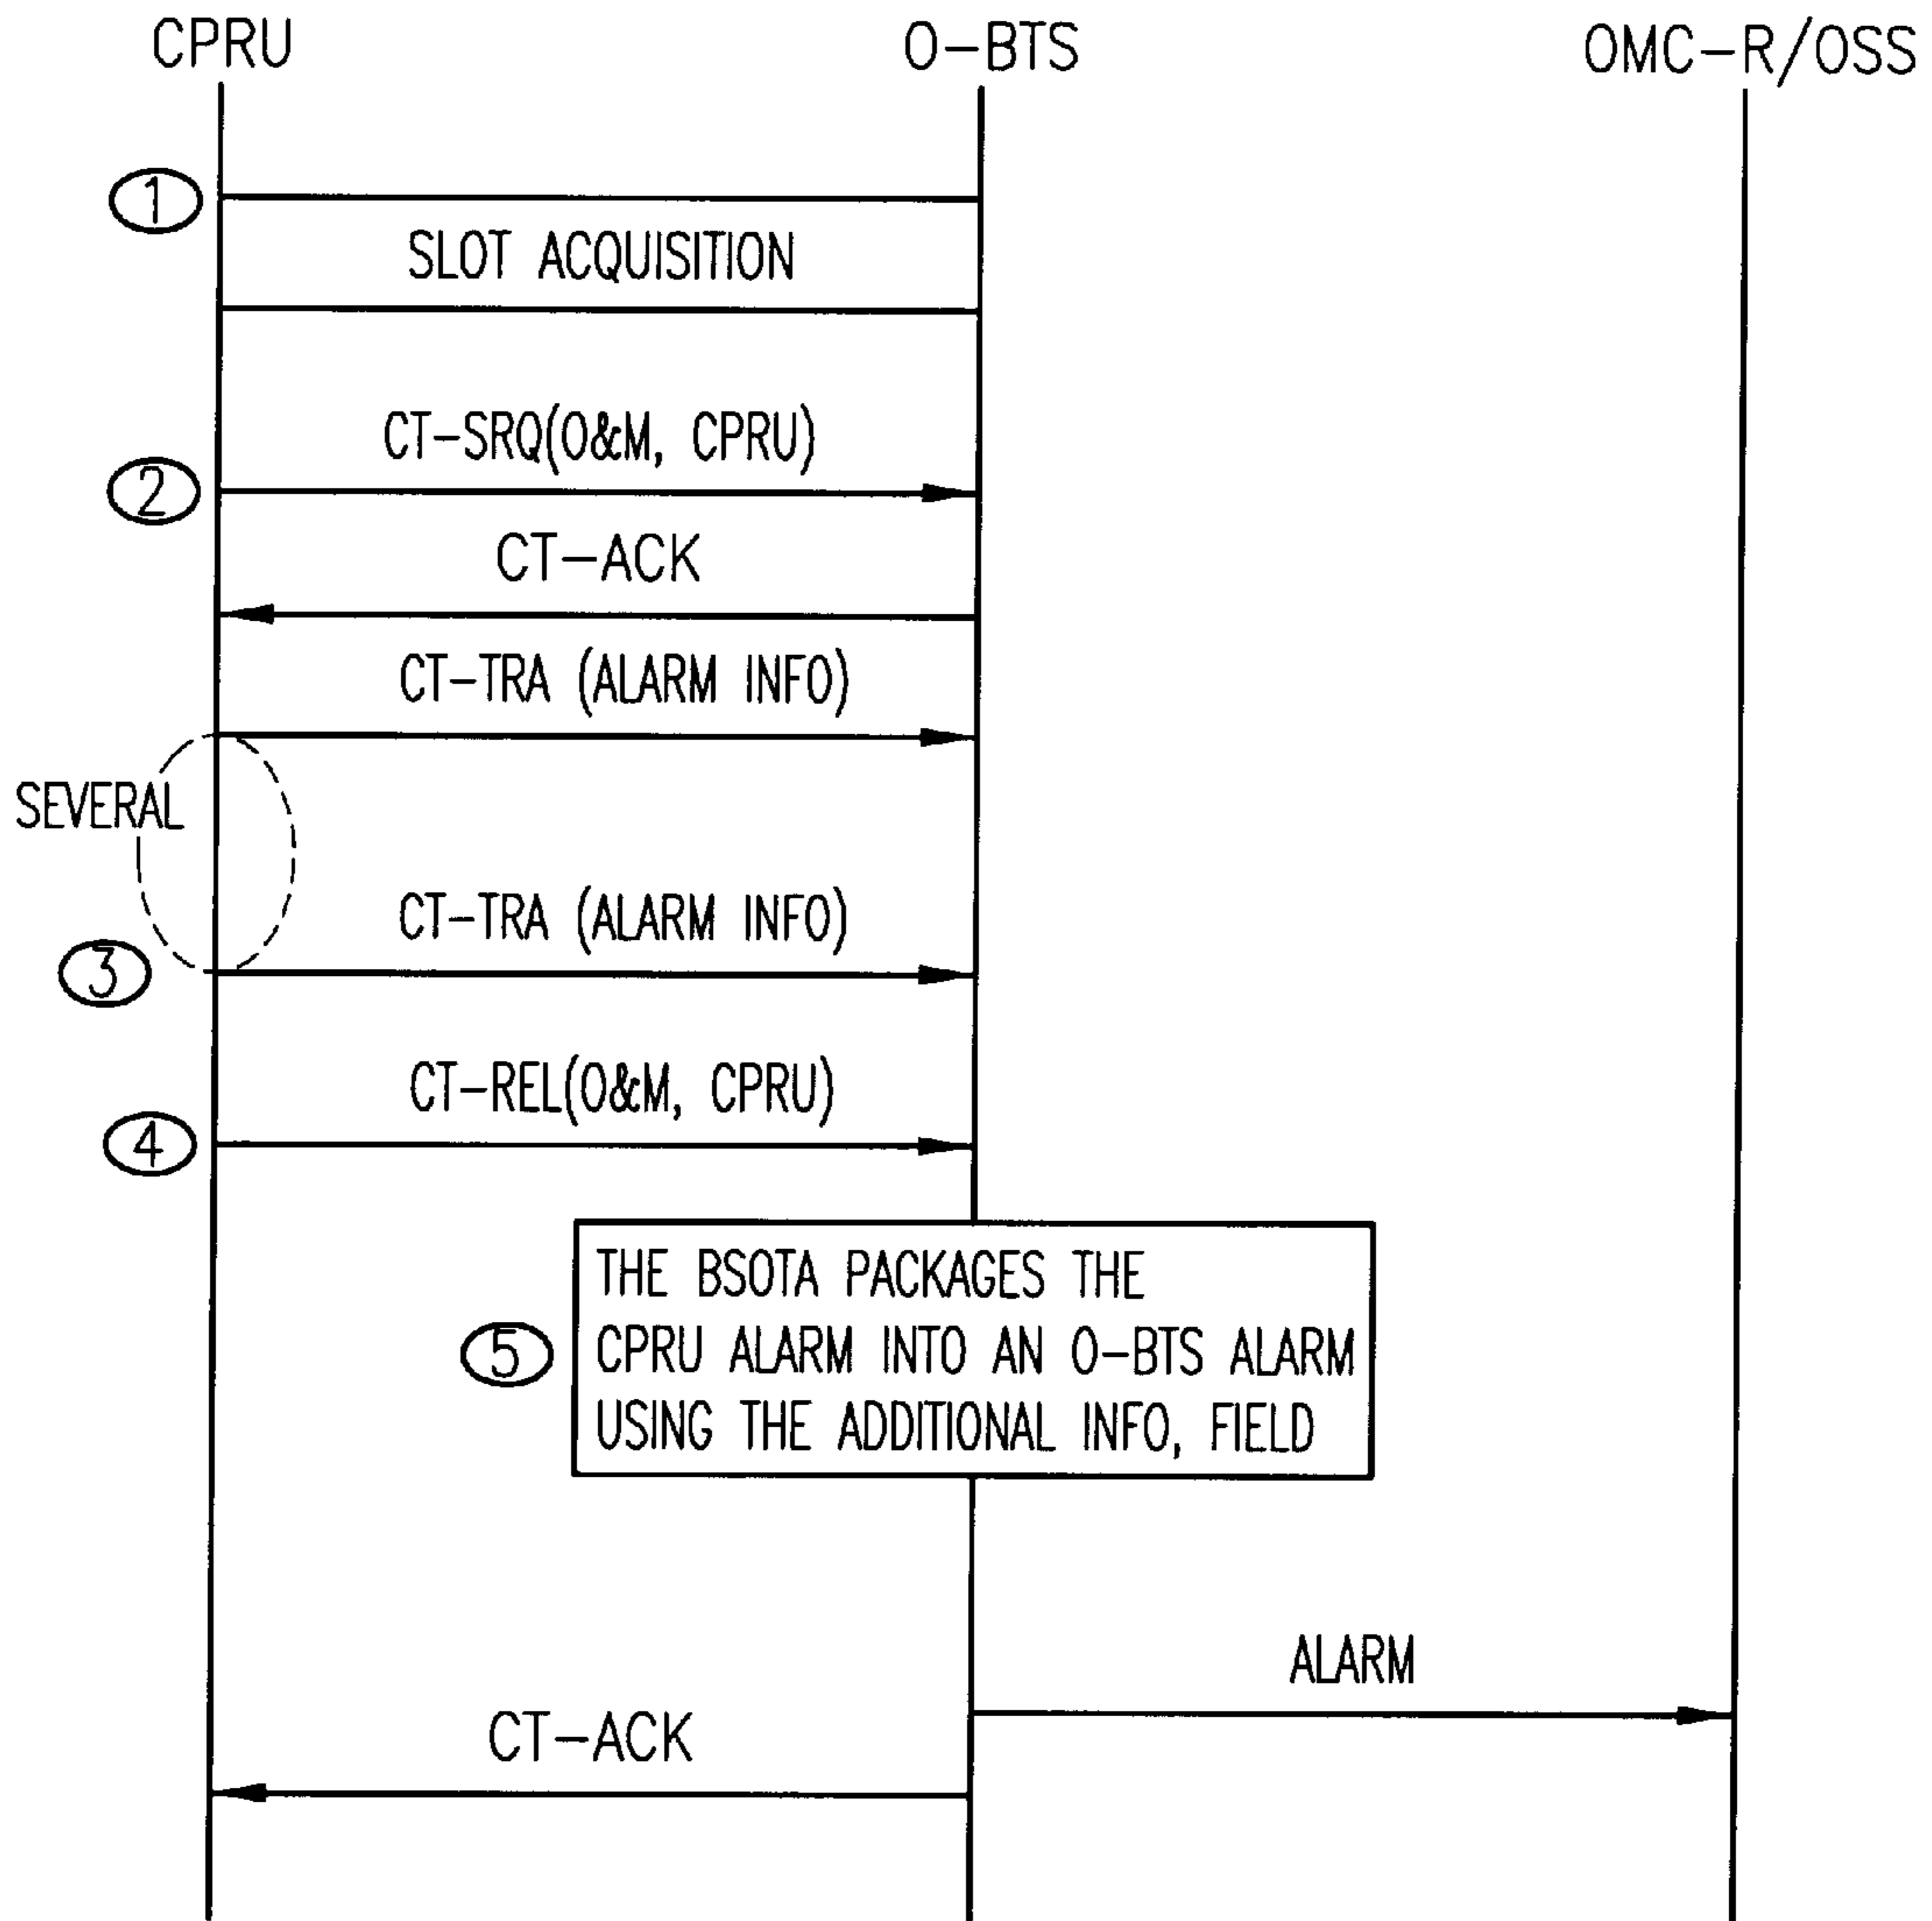 CPRU
O-BTS
OMC-R/OSS
1
SLOT ACQUISITION
CT-SRQ(O&M, CPRU)
2
CT-ACK
CT-TRA (ALARM INFO)
SEVERAL
CT-TRA (ALARM INFO)
3
CT-REL(O&M, CPRU)
4
THE BSOTA PACKAGES THE
5
CPRU ALARM INTO AN O-BTS ALARM
USING THE ADDITIONAL INFO, FIELD
ALARM
CT-ACK